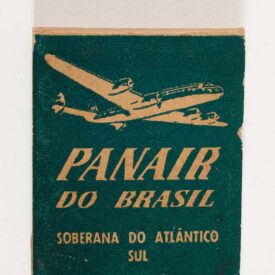 PANAIR
DO BRASIL
SOBERANA DO ATLÂNTICO
SUL